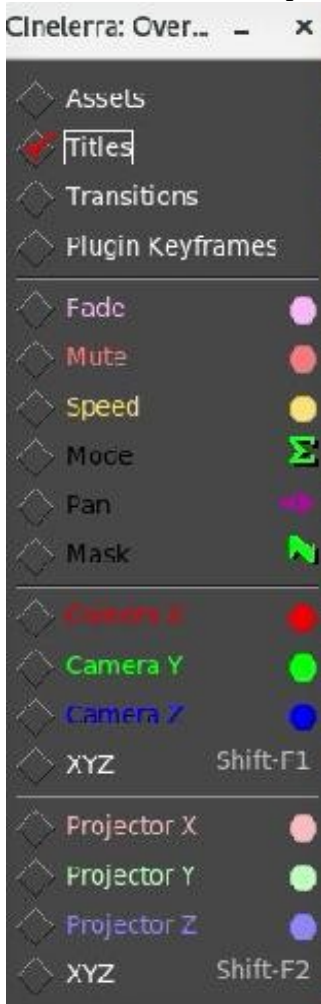 Cinelerra: Over...
Assets
Titles
Transitions
Plugin Keyframes
Fade
Mute
Speed
Mode
Pan
Mask
Camera X
Camera Y
Camera Z
XYZ Shift-F1
Projector X
Projector Y
Projector Z
XYZ Shift-F2